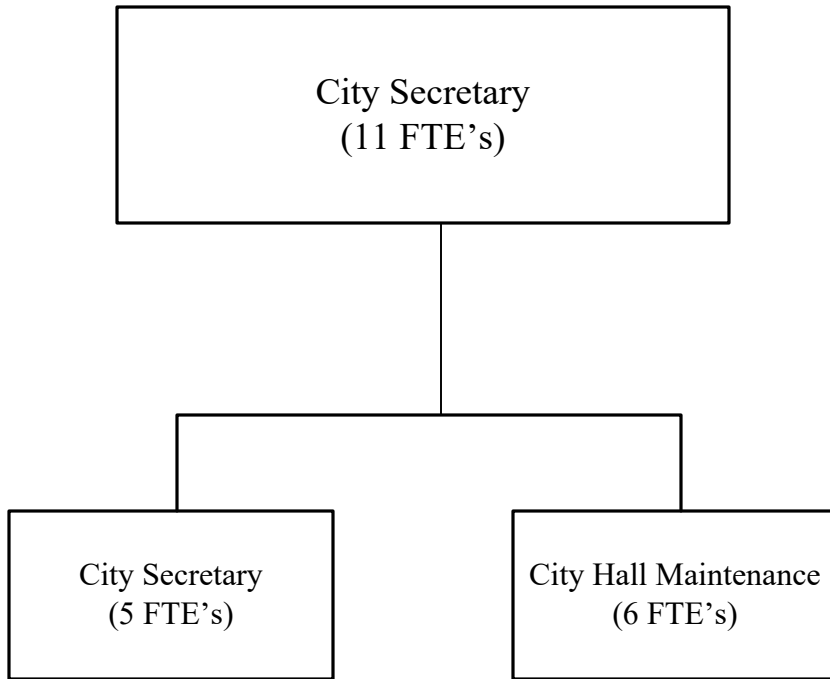 City Secretary
(11 FTE’s)
City Secretary
(5 FTE’s)
City Hall Maintenance
(6 FTE’s)